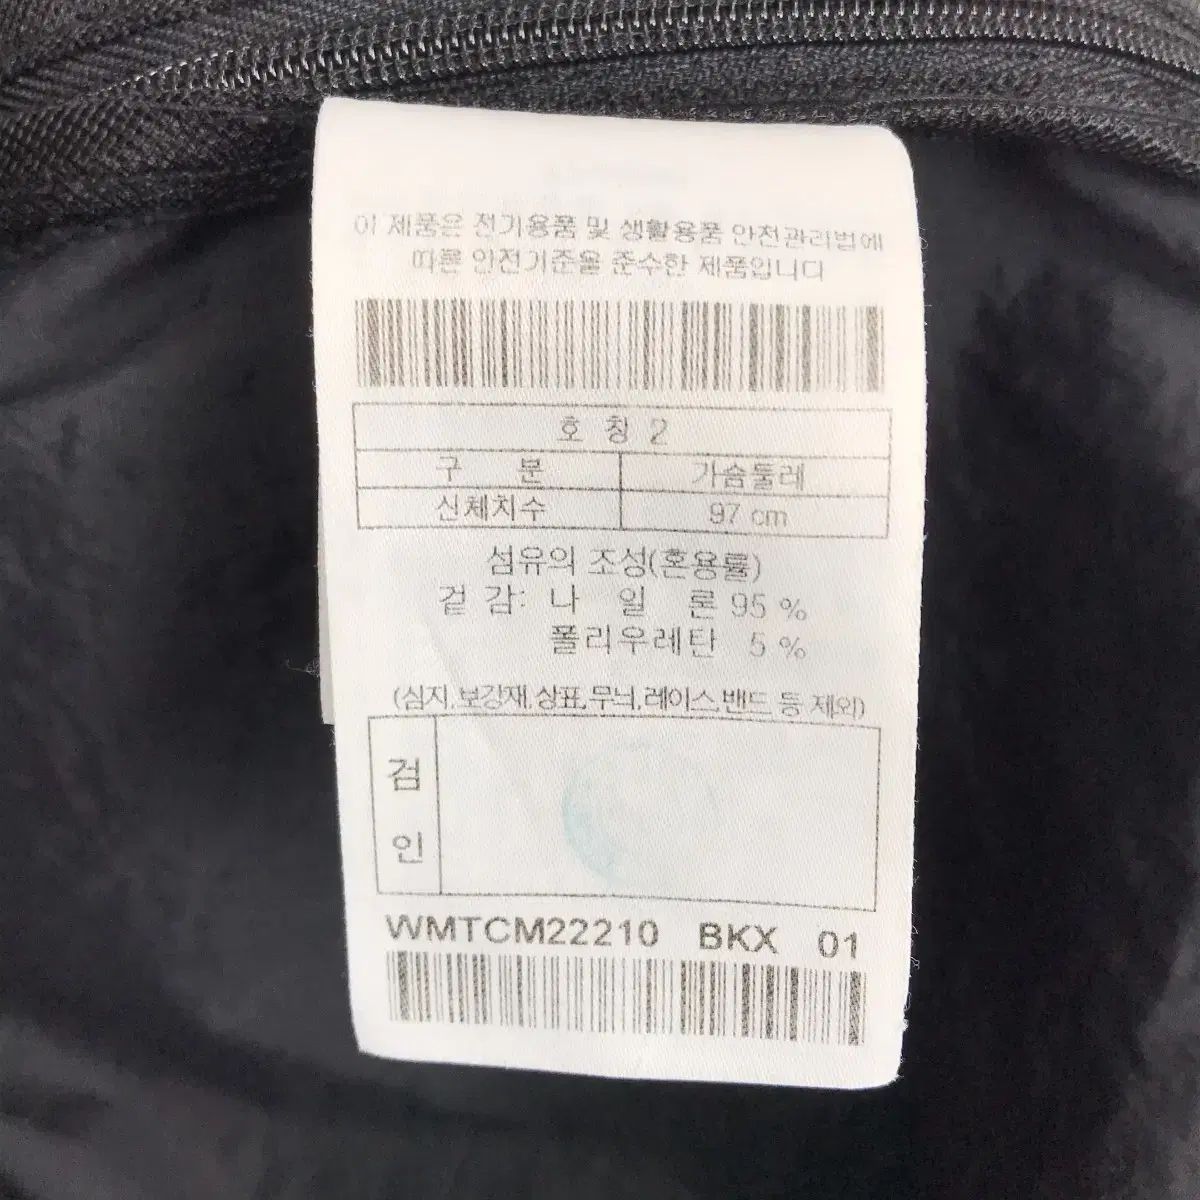 이 제품은 전기용품 및 생활용품 안전관리법에
따른 안전기준을 준수한 제품입니다
호 칭 2
구 분 가슴둘레
신체치수 97 cm
섬유의 조성(혼용률)
겉 감: 나 일 론 95 %
폴리우레탄 5 %
(심지,보강재,상표,무늬,레이스,밴드 등 제외)
검
인
WMTCM22210 BKX 01